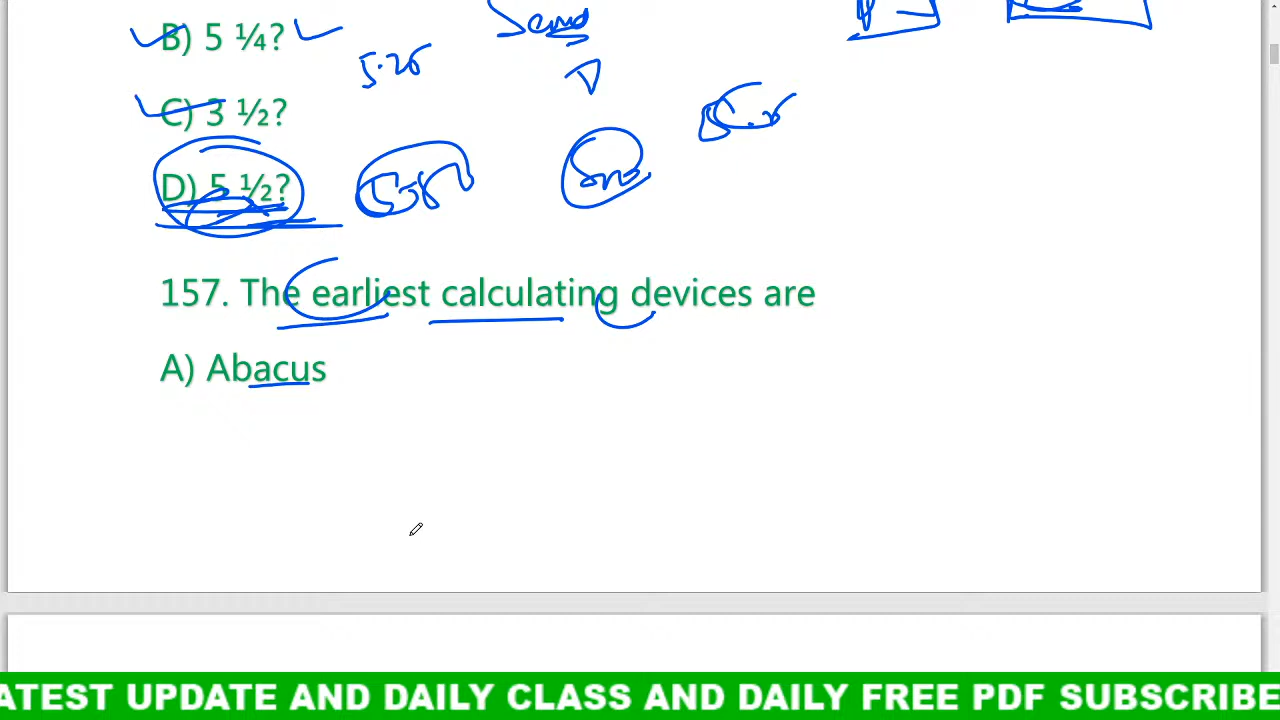 B) 5 ¼?
5.25
C) 3 ½?
D) 5 ½?
157. The earliest calculating devices are
A) Abacus
ATEST UPDATE AND DAILY CLASS AND DAILY FREE PDF SUBSCRIBE